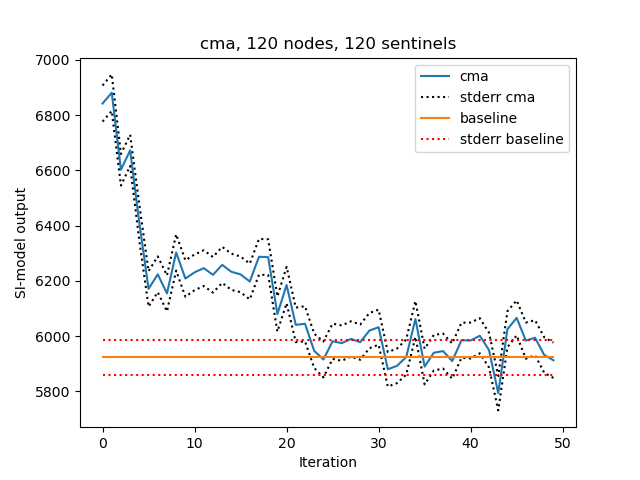 cma, 120 nodes, 120 sentinels
7000
6800
6600
6400
6200
6000
5800
SI-model output
cma
stderr cma
baseline
stderr baseline
0
10
20
30
40
50
Iteration